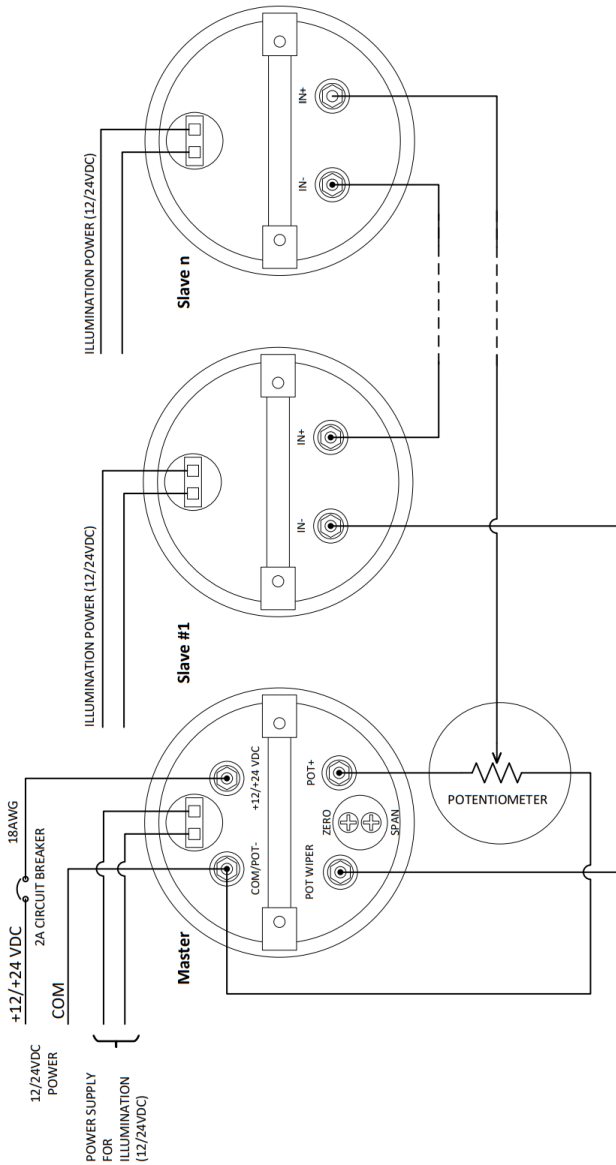 +12/+24 VDC
18AWG
2A CIRCUIT BREAKER
COM
12/24VDC
POWER
POWER SUPPLY
FOR
ILLUMINATION
(12/24VDC)
ILLUMINATION POWER (12/24VDC)
ILLUMINATION POWER (12/24VDC)
Master
COM/POT-
+12/+24 VDC
POT WIPER
ZERO
SPAN
POT+
POTENTIOMETER
Slave #1
IN-
IN+
Slave n
IN-
IN+